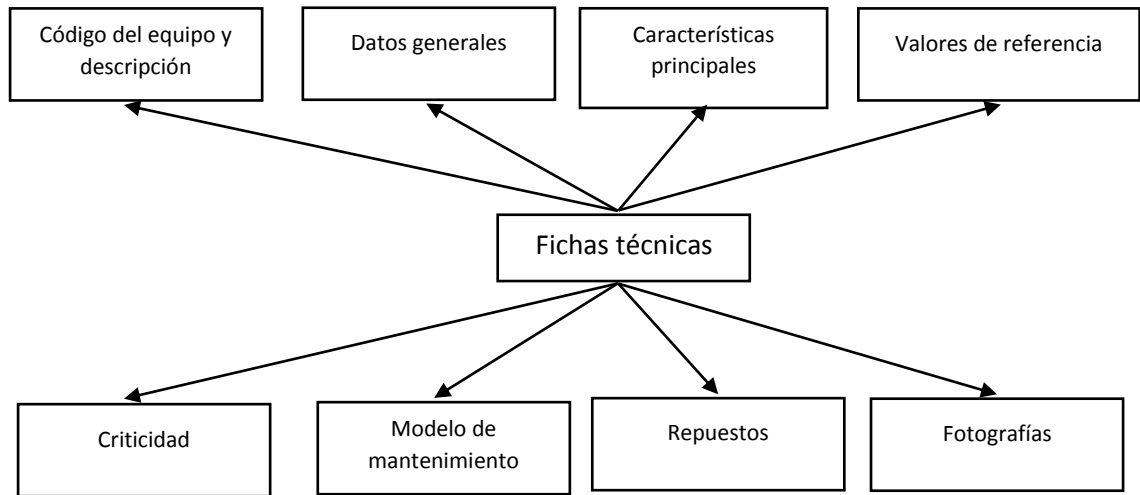 Código del equipo y
descripción
Datos generales
Características
principales
Valores de referencia
Fichas técnicas
Criticidad
Modelo de
mantenimiento
Repuestos
Fotografías